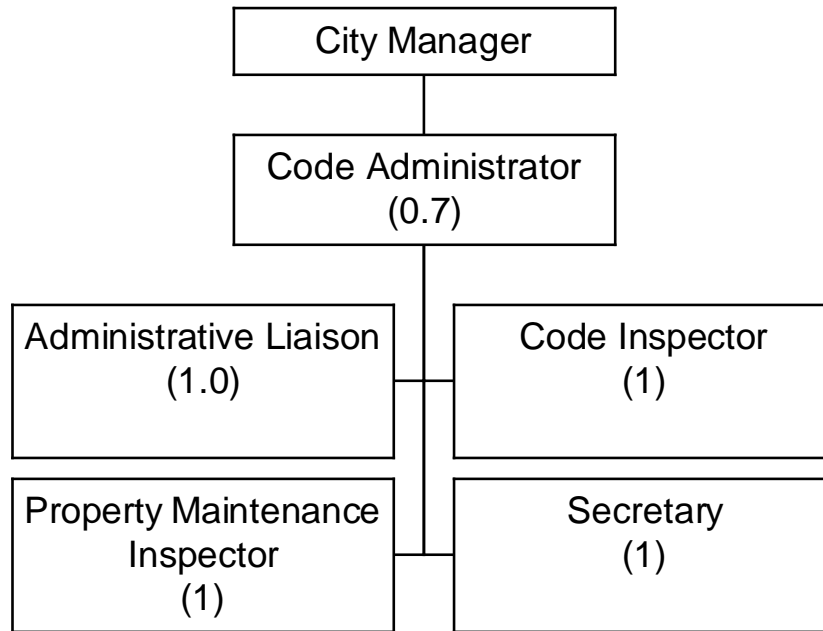 City Manager
Code Administrator
(0.7)
Administrative Liaison
(1.0)
Code Inspector
(1)
Property Maintenance
Inspector
(1)
Secretary
(1)